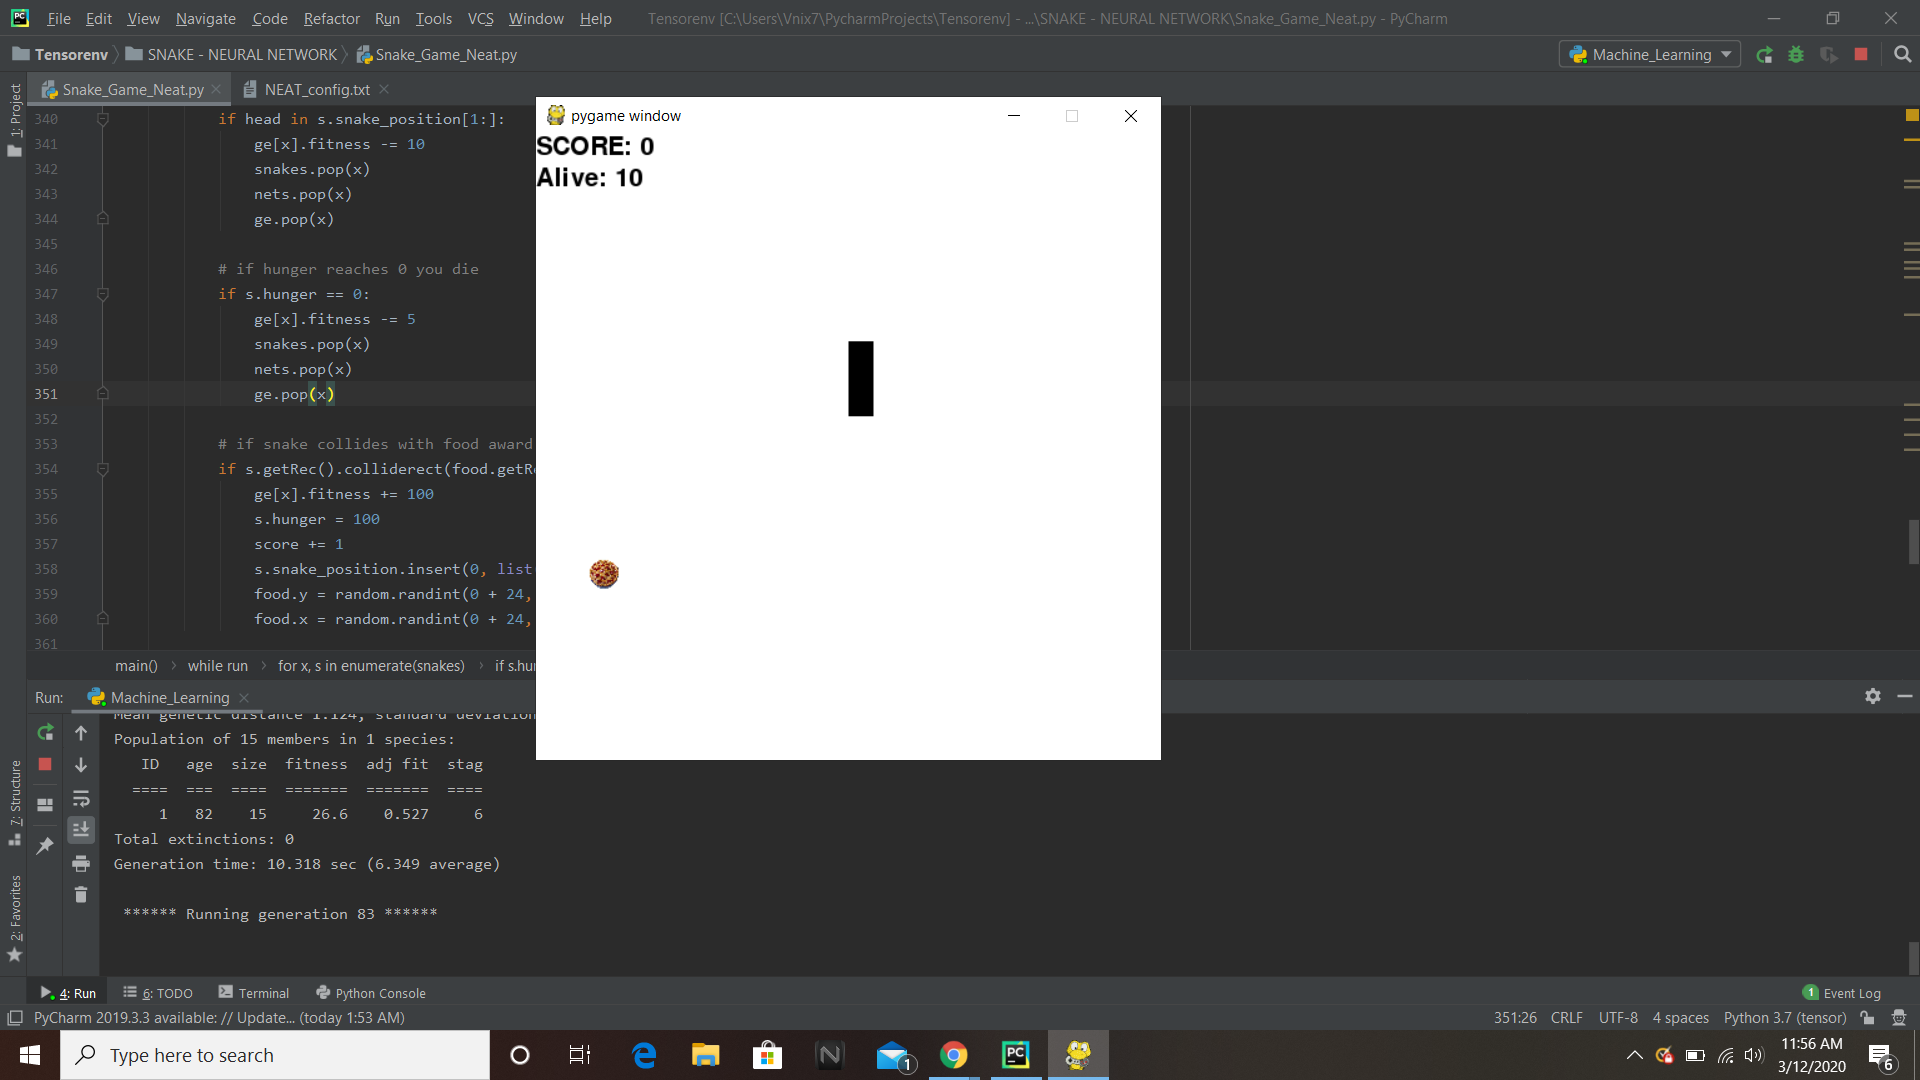 File Edit View Navigate Code Refactor Run Tools VCS Window Help Tensorenv [C:\Users\Vnix7\PycharmProjects\Tensorenv] - ...\SNAKE - NEURAL NETWORK\Snake_Game_Neat.py - PyCharm
Tensorenv SNAKE - NEURAL NETWORK Snake_Game_Neat.py Machine_Learning
Snake_Game_Neat.py NEAT_config.txt
1: Project
340 if head in s.snake_position[1:]:
341 ge[x].fitness -= 10
342 snakes.pop(x)
343 nets.pop(x)
344 ge.pop(x)
345
346 # if hunger reaches 0 you die
347 if s.hunger == 0:
348 ge[x].fitness -= 5
349 snakes.pop(x)
350 nets.pop(x)
351 ge.pop(x)
352
353 # if snake collides with food award
354 if s.getRec().colliderect(food.getRe
355 ge[x].fitness += 100
356 s.hunger = 100
357 score += 1
358 s.snake_position.insert(0, list
359 food.y = random.randint(0 + 24,
360 food.x = random.randint(0 + 24,
361
main() while run for x, s in enumerate(snakes) if s.hu
pygame window
SCORE: 0
Alive: 10
Run: Machine_Learning
Mean genetic distance 1.124, standard deviation
Population of 15 members in 1 species:
ID age size fitness adj fit stag
==== === ==== ======= ======= ====
1 82 15 26.6 0.527 6
Total extinctions: 0
Generation time: 10.318 sec (6.349 average)
****** Running generation 83 ******
7: Structure
2: Favorites
4: Run 6: TODO Terminal Python Console 1 Event Log
PyCharm 2019.3.3 available: // Update... (today 1:53 AM) 351:26 CRLF UTF-8 4 spaces Python 3.7 (tensor)
Type here to search
1
PC
11:56 AM
3/12/2020
6